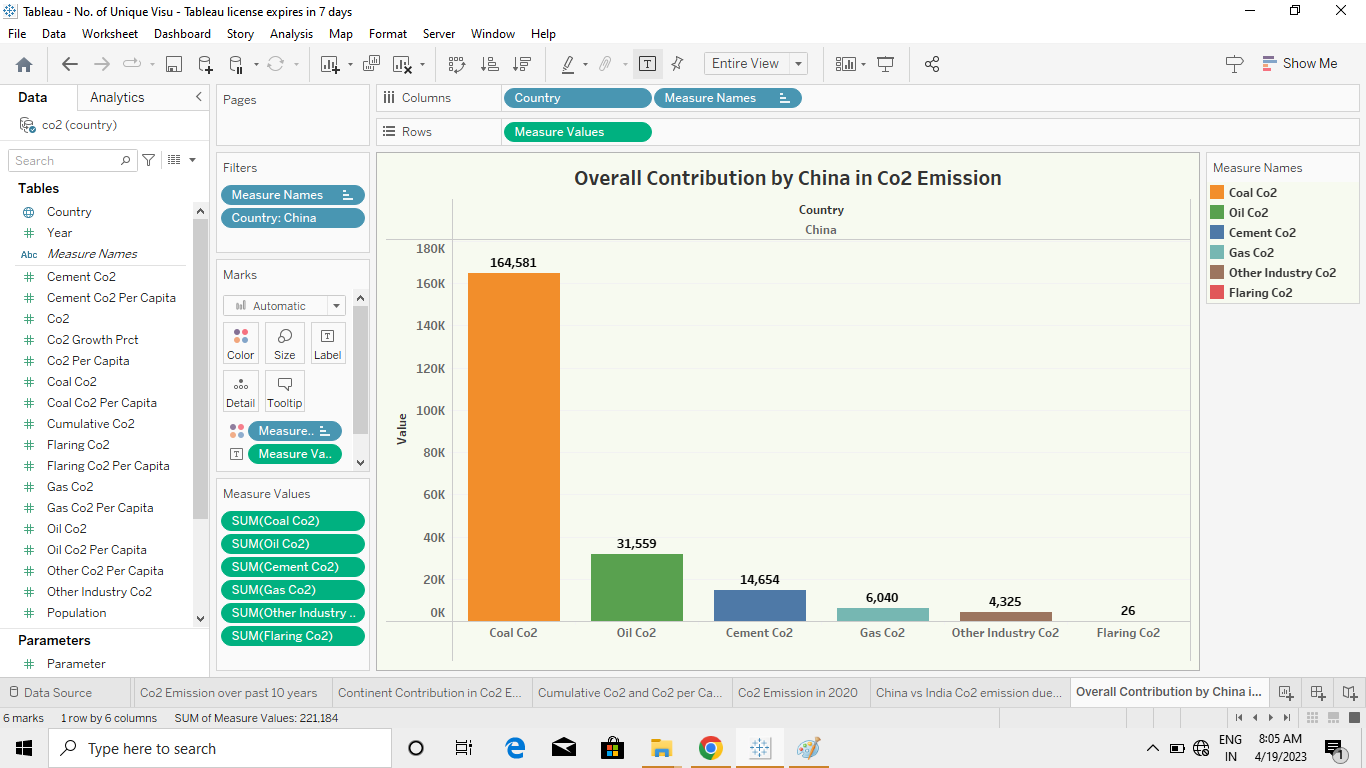 Tableau - No. of Unique Visu - Tableau license expires in 7 days
File Data Worksheet Dashboard Story Analysis Map Format Server Window Help
Entire View
Show Me
Data Analytics
co2 (country)
Search
Tables
Country
Year
Abc Measure Names
Cement Co2
Cement Co2 Per Capita
Co2
Co2 Growth Prct
Co2 Per Capita
Coal Co2
Coal Co2 Per Capita
Cumulative Co2
Flaring Co2
Flaring Co2 Per Capita
Gas Co2
Gas Co2 Per Capita
Oil Co2
Oil Co2 Per Capita
Other Co2 Per Capita
Other Industry Co2
Population
Parameters
Parameter
Pages
Filters
Measure Names
Country: China
Marks
Automatic
Color Size Label
Detail Tooltip
Measure..
Measure Va..
Measure Values
SUM(Coal Co2)
SUM(Oil Co2)
SUM(Cement Co2)
SUM(Gas Co2)
SUM(Other Industry ..
SUM(Flaring Co2)
Columns Country Measure Names
Rows Measure Values
Overall Contribution by China in Co2 Emission
Country
China
Value
180K
160K
140K
120K
100K
80K
60K
40K
20K
0K
164,581
31,559
14,654
6,040
4,325
26
Coal Co2 Oil Co2 Cement Co2 Gas Co2 Other Industry Co2 Flaring Co2
Measure Names
Coal Co2
Oil Co2
Cement Co2
Gas Co2
Other Industry Co2
Flaring Co2
Data Source Co2 Emission over past 10 years Continent Contribution in Co2 E... Cumulative Co2 and Co2 per Ca... Co2 Emission in 2020 China vs India Co2 emission due... Overall Contribution by China i...
6 marks 1 row by 6 columns SUM of Measure Values: 221,184
Type here to search
ENG
IN
8:05 AM
4/19/2023
1